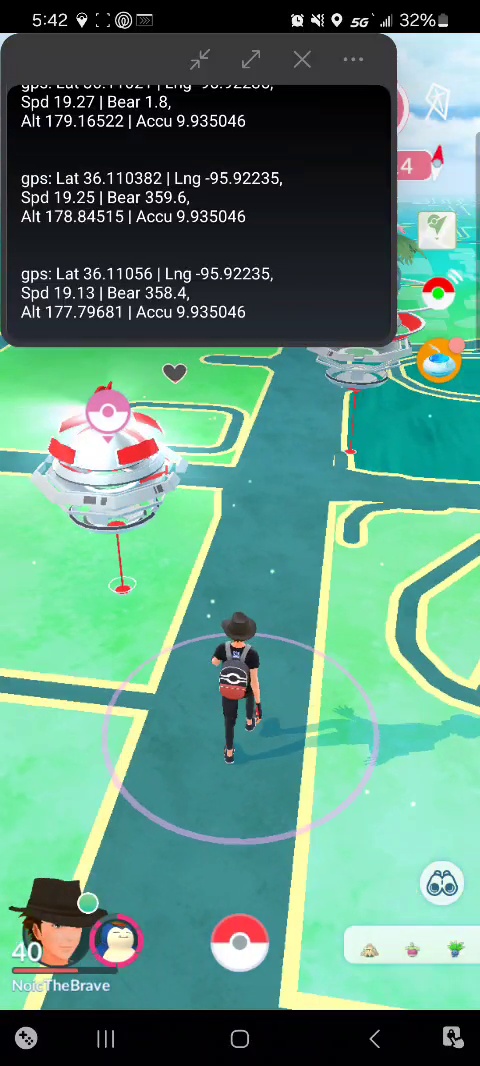 5:42
5G
32%
Spd 19.27 | Bear 1.8,
Alt 179.16522 | Accu 9.935046
gps: Lat 36.110382 | Lng -95.92235,
Spd 19.25 | Bear 359.6,
Alt 178.84515 | Accu 9.935046
gps: Lat 36.11056 | Lng -95.92235,
Spd 19.13 | Bear 358.4,
Alt 177.79681 | Accu 9.935046
40
NoicTheBrave